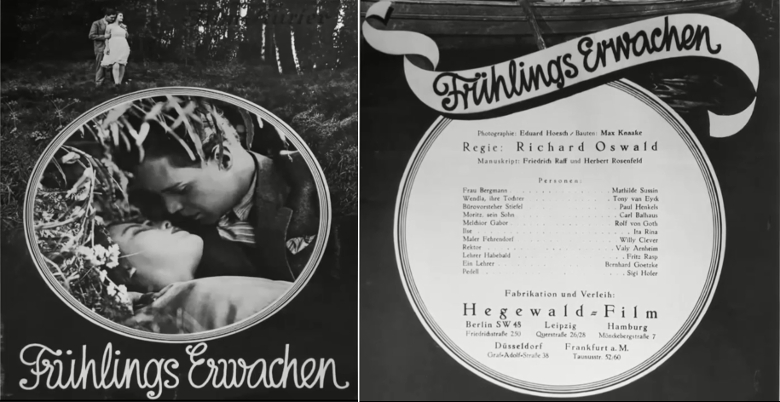 Frühlings Erwachen
Frühlings Erwachen
Photographie: Eduard Hoesch / Bauten: Max Knaake
Regie: Richard Oswald
Manuskript: Friedrich Raff und Herbert Rosenfeld
Personen:
Frau Bergmann . . . . . . . . . . Mathilde Sussin
Wendla, ihre Tochter . . . . . . . . . . Tony van Eyck
Bürovorsteher Stiefel . . . . . . . . . . Paul Henkels
Moritz, sein Sohn . . . . . . . . . . Carl Balhaus
Melchior Gabor . . . . . . . . . . Rolf von Goth
Ilse . . . . . . . . . . Ita Rina
Maler Fehrendorf . . . . . . . . . . Willy Clever
Rektor . . . . . . . . . . Valy Arnheim
Lehrer Habebald . . . . . . . . . . Fritz Rasp
Ein Lehrer . . . . . . . . . . Bernhard Goetzke
Pedell . . . . . . . . . . Sigi Hofer
Fabrikation und Verleih:
Hegewald=Film
Berlin SW 48 Leipzig Hamburg
Friedrichstraße 250 Querstraße 26/28 Mönckebergstraße 7
Düsseldorf Frankfurt a. M.
Graf-Adolf-Straße 38 Taunusstr. 52/60